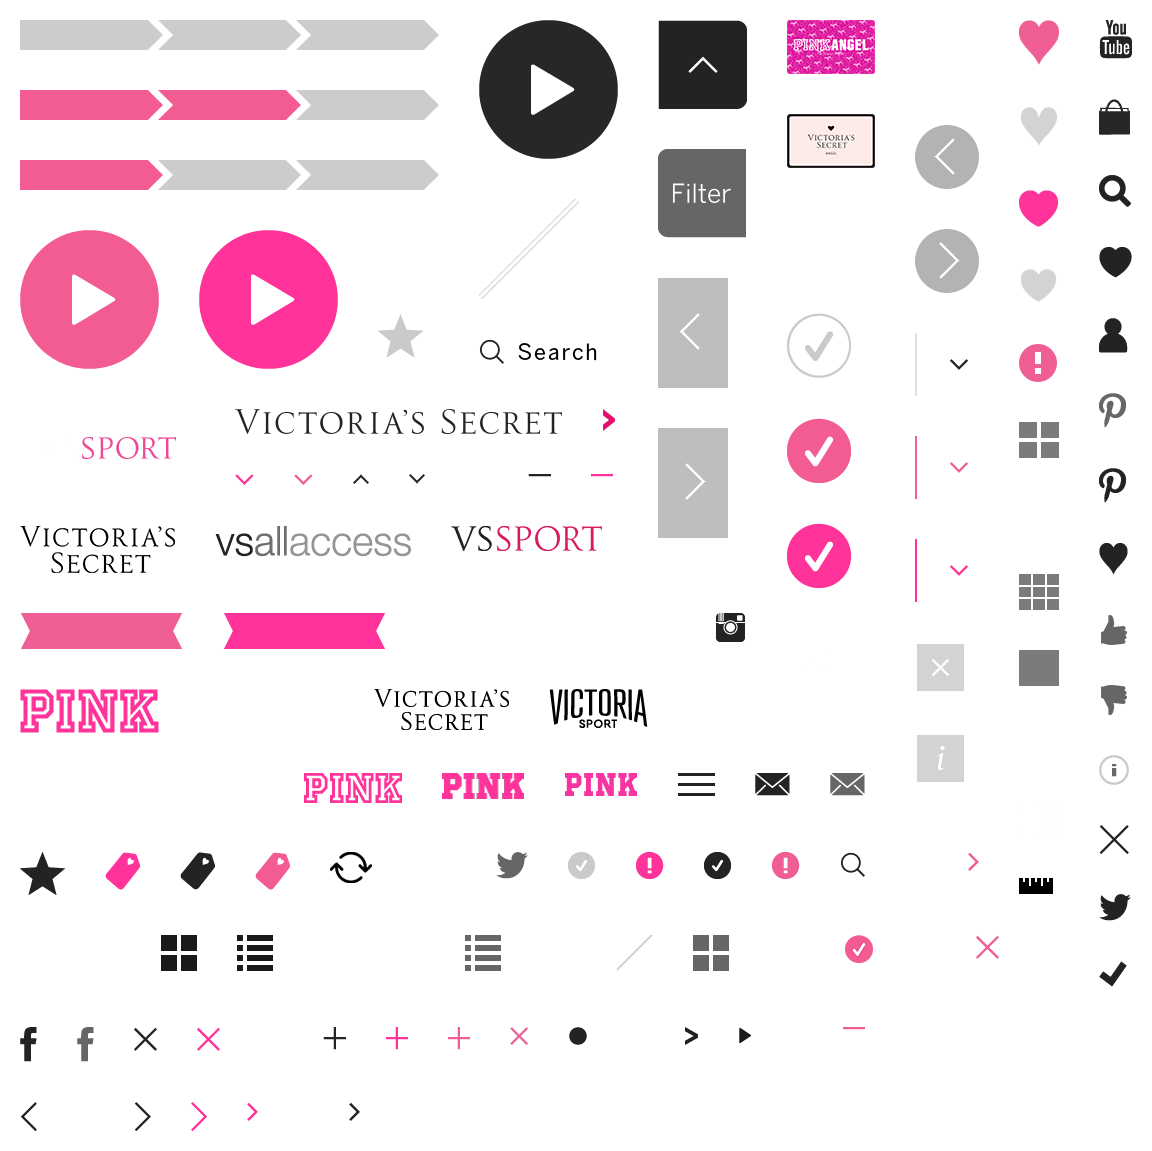 You
Tube
PINK ANGEL
VICTORIA'S
SECRET
ANGEL
Filter
Search
VICTORIA'S SECRET
SPORT
VICTORIA'S
SECRET
vsallaccess
VSSPORT
PINK
VICTORIA'S
SECRET
VICTORIA
SPORT
PINK
PINK
PINK
i